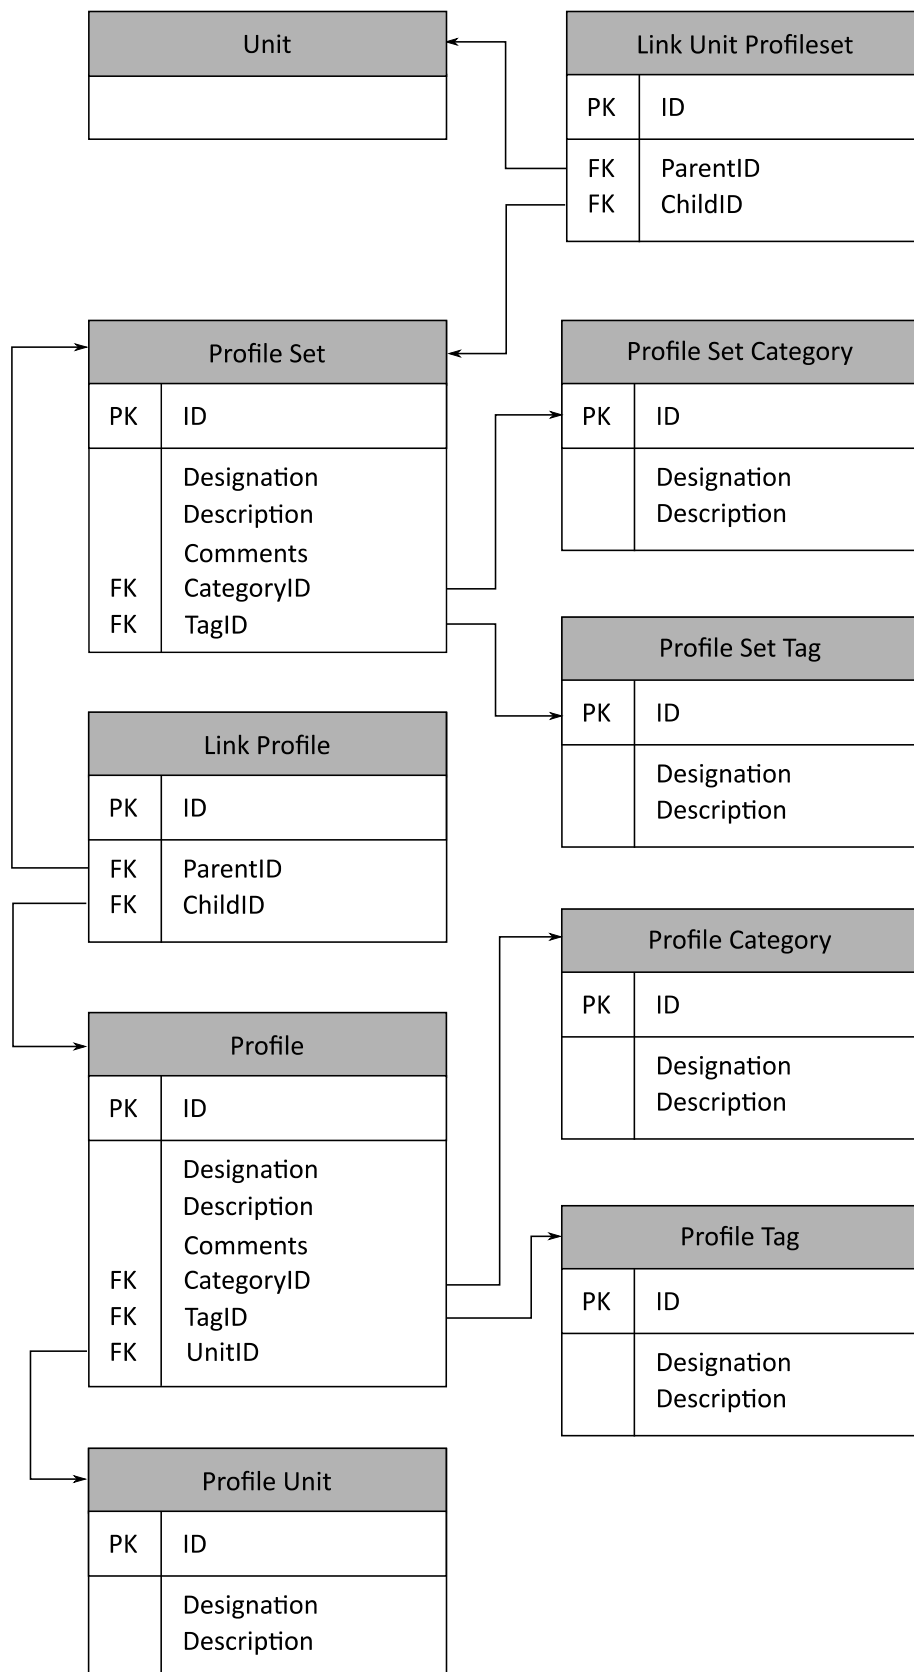 Unit
Link Unit Profileset
PK ID
FK ParentID
FK ChildID
Profile Set
PK ID
Designation
Description
Comments
FK CategoryID
FK TagID
Profile Set Category
PK ID
Designation
Description
Profile Set Tag
PK ID
Designation
Description
Link Profile
PK ID
FK ParentID
FK ChildID
Profile Category
PK ID
Designation
Description
Profile
PK ID
Designation
Description
Comments
FK CategoryID
FK TagID
FK UnitID
Profile Tag
PK ID
Designation
Description
Profile Unit
PK ID
Designation
Description